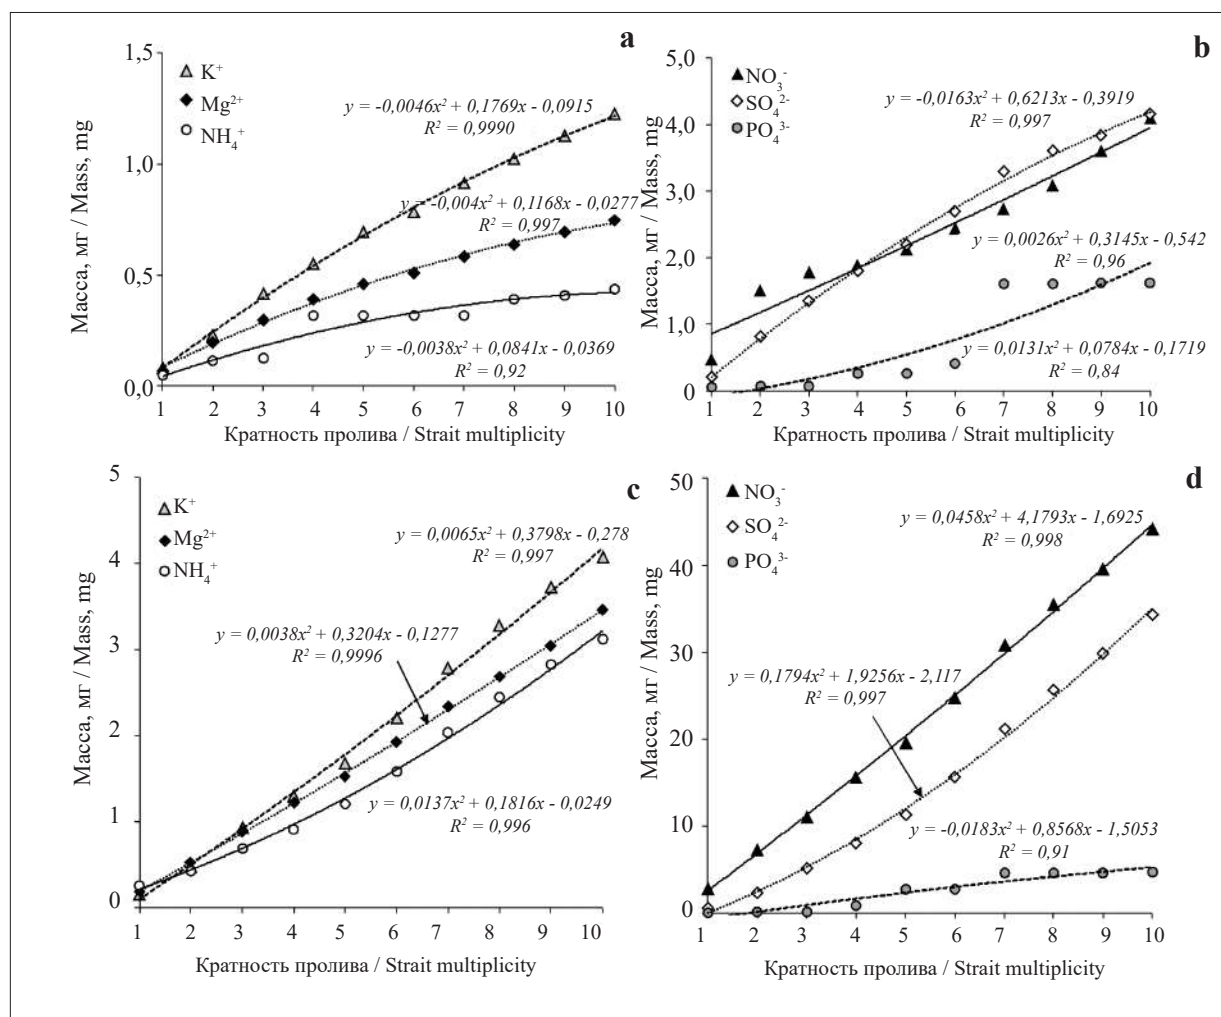 a
1,5
K⁺
Mg²⁺
NH₄⁺
y = -0,0046x² + 0,1769x - 0,0915
R² = 0,9990
1,0
y = -0,004x² + 0,1168x - 0,0277
R² = 0,997
0,5
y = -0,0038x² + 0,0841x - 0,0369
R² = 0,92
0,0
Масса, мг / Mass, mg
1 2 3 4 5 6 7 8 9 10
Кратность пролива / Strait multiplicity
b
5,0
NO₃⁻
SO₄²⁻
PO₄³⁻
y = -0,0163x² + 0,6213x - 0,3919
R² = 0,997
4,0
3,0
y = 0,0026x² + 0,3145x - 0,542
R² = 0,96
2,0
1,0
y = 0,0131x² + 0,0784x - 0,1719
R² = 0,84
0
Масса, мг / Mass, mg
1 2 3 4 5 6 7 8 9 10
Кратность пролива / Strait multiplicity
c
5
K⁺
Mg²⁺
NH₄⁺
y = 0,0065x² + 0,3798x - 0,278
R² = 0,997
4
3
y = 0,0038x² + 0,3204x - 0,1277
R² = 0,9996
2
1
y = 0,0137x² + 0,1816x - 0,0249
R² = 0,996
0
Масса, мг / Mass, mg
1 2 3 4 5 6 7 8 9 10
Кратность пролива / Strait multiplicity
d
50
NO₃⁻
SO₄²⁻
PO₄³⁻
y = 0,0458x² + 4,1793x - 1,6925
R² = 0,998
40
30
y = 0,1794x² + 1,9256x - 2,117
R² = 0,997
20
10
y = -0,0183x² + 0,8568x - 1,5053
R² = 0,91
0
Масса, мг / Mass, mg
1 2 3 4 5 6 7 8 9 10
Кратность пролива / Strait multiplicity